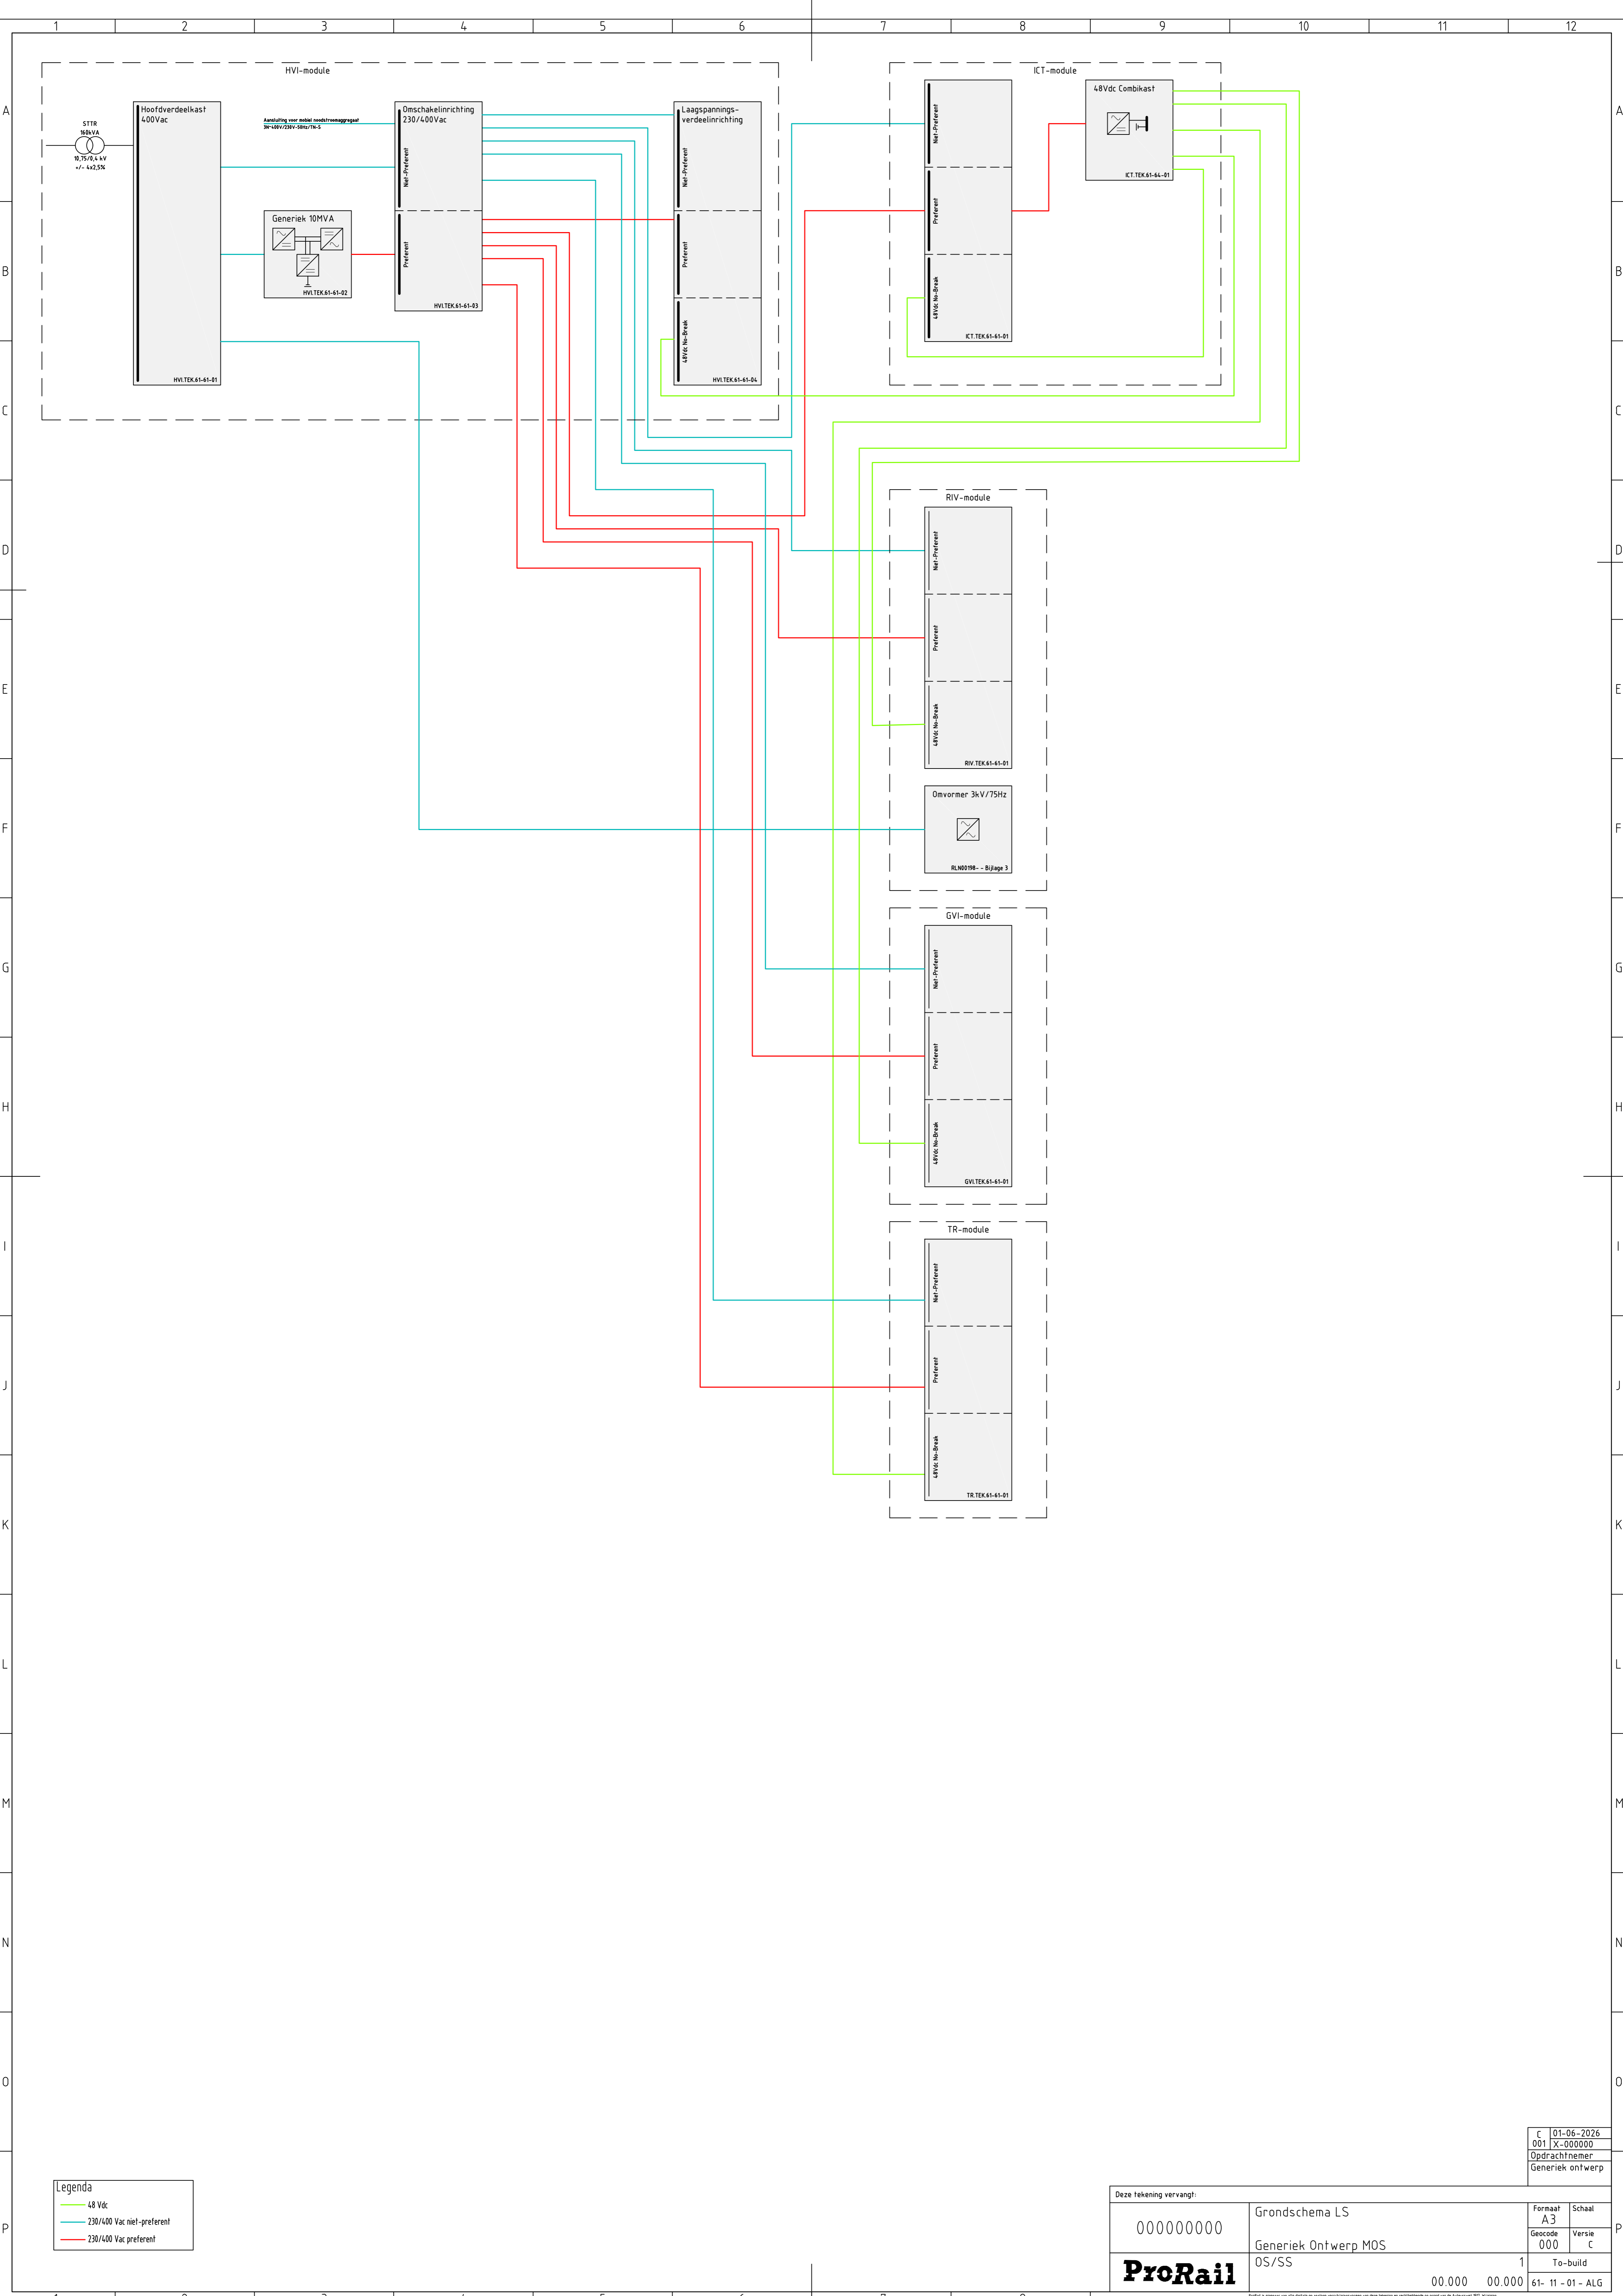 1 2 3 4 5 6 7 8 9 10 11 12
A A
B B
C C
D D
E E
F F
G G
H H
I I
J J
K K
L L
M M
N N
O O
P P
HVI-module
STTR
160kVA
10,75/0,4 kV
+/- 4x2,5%
Hoofdverdeelkast
400Vac
HVI.TEK.61-61-01
Aansluiting voor mobiel noodstroomaggregaat
3N~400V/230V-50Hz/TN-S
Generiek 10MVA
HVI.TEK.61-61-02
Omschakelinrichting
230/400Vac
Niet-Preferent
Preferent
HVI.TEK.61-61-03
Laagspannings-
verdeelinrichting
Niet-Preferent
Preferent
48Vdc No-Break
HVI.TEK.61-61-04
ICT-module
Niet-Preferent
Preferent
48Vdc No-Break
ICT.TEK.61-61-01
48Vdc Combikast
ICT.TEK.61-64-01
RIV-module
Niet-Preferent
Preferent
48Vdc No-Break
RIV.TEK.61-61-01
Omvormer 3kV/75Hz
RLN00198- - Bijlage 3
GVI-module
Niet-Preferent
Preferent
48Vdc No-Break
GVI.TEK.61-61-01
TR-module
Niet-Preferent
Preferent
48Vdc No-Break
TR.TEK.61-61-01
Legenda
48 Vdc
230/400 Vac niet-preferent
230/400 Vac preferent
C 01-06-2026
001 X-000000
Opdrachtnemer
Generiek ontwerp
Deze tekening vervangt:
000000000
Grondschema LS
Generiek Ontwerp MOS
Formaat
A3
Schaal
Geocode
000
Versie
C
ProRail
OS/SS 1
00.000 00.000
To-build
61- 11 - 01 - ALG